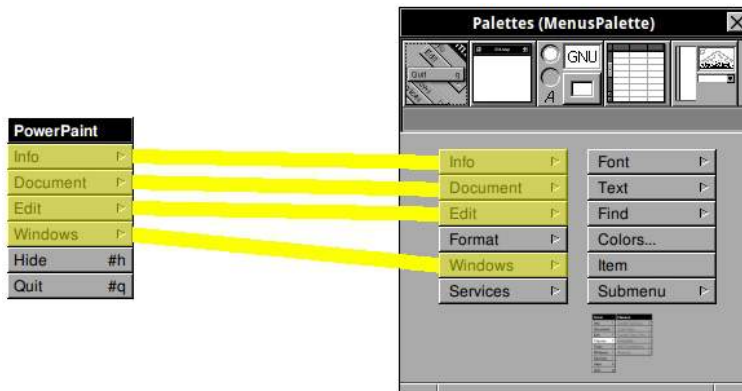 Palettes (MenusPalette)
Quit q
GNU
A
PowerPaint
Info
Document
Edit
Windows
Hide #h
Quit #q
Info
Document
Edit
Format
Windows
Services
Font
Text
Find
Colors...
Item
Submenu